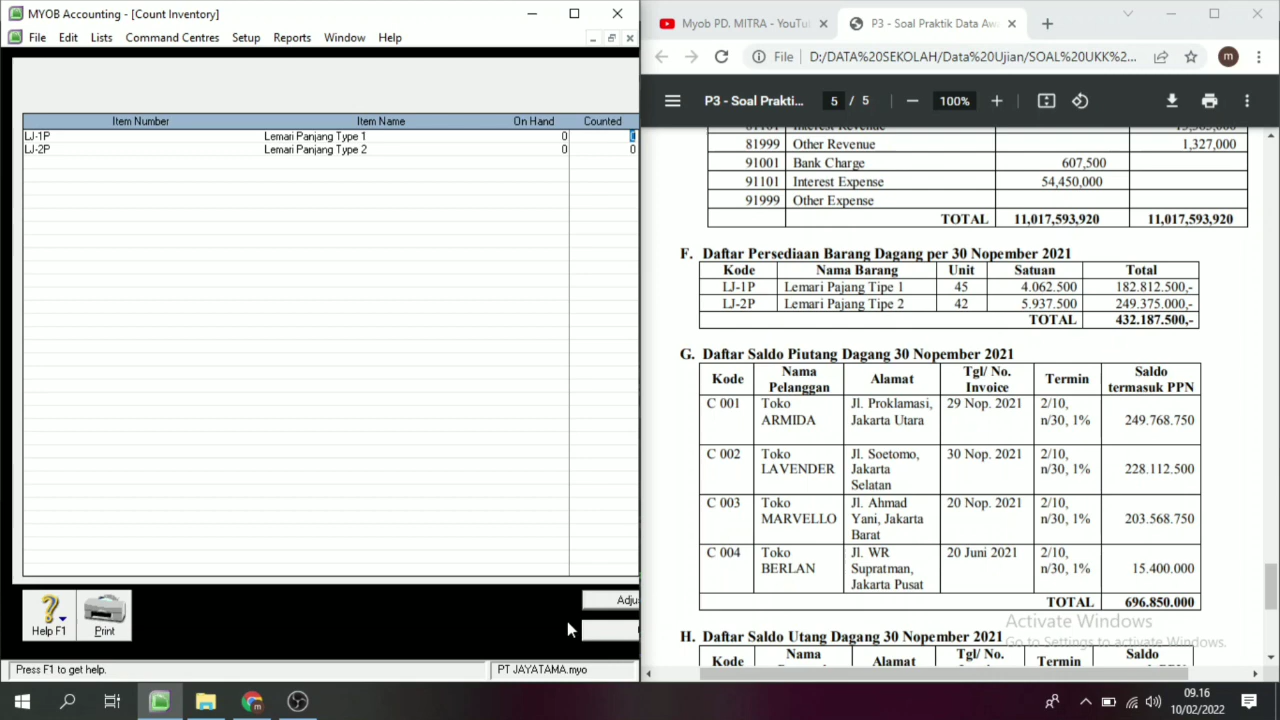 MYOB Accounting - [Count Inventory]
File Edit Lists Command Centres Setup Reports Window Help
Item Number Item Name On Hand Counted
LJ-1P Lemari Panjang Type 1 0 0
LJ-2P Lemari Panjang Type 2 0 0
Help F1 Print
Adju
Press F1 to get help. PT JAYATAMA.myo
Myob PD. MITRA - YouTu P3 - Soal Praktik Data Aw
File D:/DATA%20SEKOLAH/Data%20Ujian/SOAL%20UKK%2...
m
P3 - Soal Prakti... 5 / 5 100%
81101 Interest Revenue
81999 Other Revenue 1,327,000
91001 Bank Charge 607,500
91101 Interest Expense 54,450,000
91999 Other Expense
TOTAL 11,017,593,920 11,017,593,920
F. Daftar Persediaan Barang Dagang per 30 Nopember 2021
Kode Nama Barang Unit Satuan Total
LJ-1P Lemari Pajang Tipe 1 45 4.062.500 182.812.500,-
LJ-2P Lemari Pajang Tipe 2 42 5.937.500 249.375.000,-
TOTAL 432.187.500,-
G. Daftar Saldo Piutang Dagang 30 Nopember 2021
Kode Nama Pelanggan Alamat Tgl/ No. Invoice Termin Saldo termasuk PPN
C 001 Toko ARMIDA Jl. Proklamasi, Jakarta Utara 29 Nop. 2021 2/10, n/30, 1% 249.768.750
C 002 Toko LAVENDER Jl. Soetomo, Jakarta Selatan 30 Nop. 2021 2/10, n/30, 1% 228.112.500
C 003 Toko MARVELLO Jl. Ahmad Yani, Jakarta Barat 20 Nop. 2021 2/10, n/30, 1% 203.568.750
C 004 Toko BERLAN Jl. WR Supratman, Jakarta Pusat 20 Juni 2021 2/10, n/30, 1% 15.400.000
TOTAL 696.850.000
Activate Windows
Go to Settings to activate Windows.
H. Daftar Saldo Utang Dagang 30 Nopember 2021
Kode Nama Alamat Tgl/ No. Termin Saldo
09.16
10/02/2022